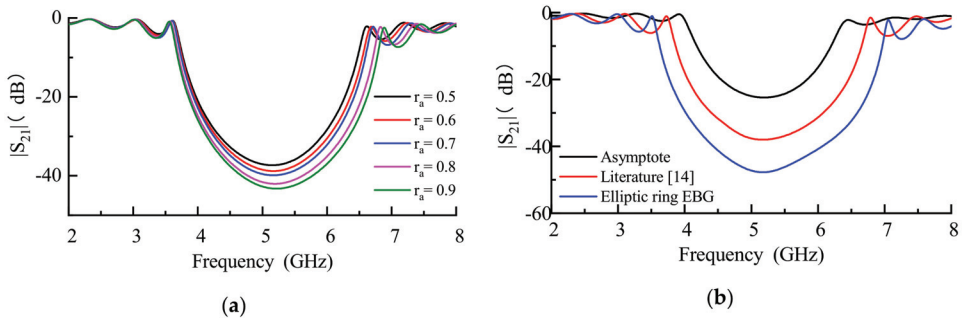 0
-20
-40
|S₂₁|( dB)
rₐ= 0.5
rₐ= 0.6
rₐ= 0.7
rₐ= 0.8
rₐ= 0.9
2 3 4 5 6 7 8
Frequency (GHz)
(a)
0
-20
-40
-60
|S₂₁|( dB)
Asymptote
Literature [14]
Elliptic ring EBG
2 3 4 5 6 7 8
Frequency (GHz)
(b)